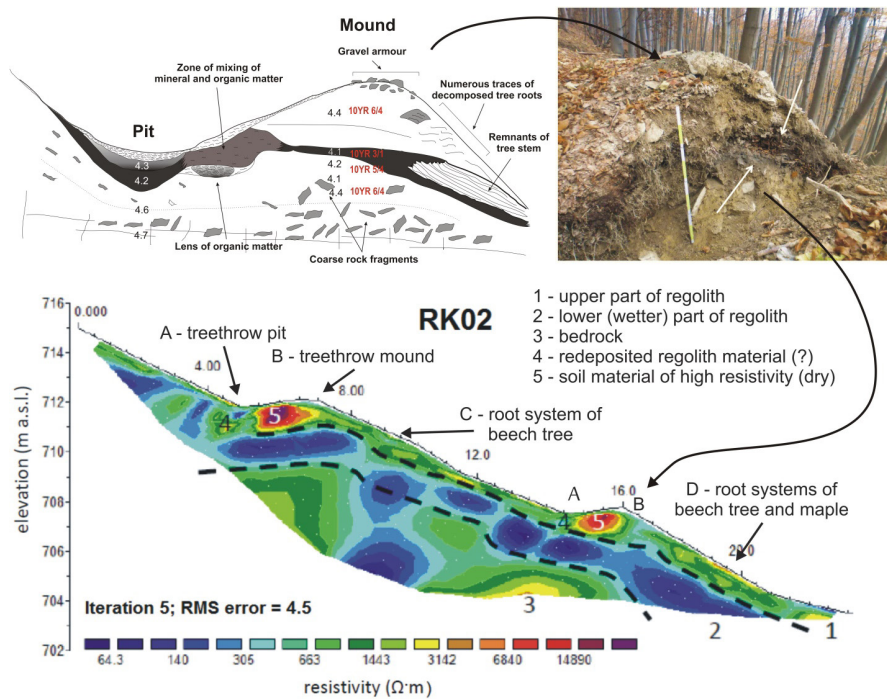 Mound
Gravel armour
Zone of mixing of
mineral and organic matter
Numerous traces of
decomposed tree roots
Pit
4.4 10YR 6/4
Remnants of
tree stem
4.1 10YR 3/1
4.3
4.2 10YR 5/4
4.2
4.1
4.4 10YR 6/4
4.6
4.7
Lens of organic matter
Coarse rock fragments
RK02
1 - upper part of regolith
2 - lower (wetter) part of regolith
3 - bedrock
4 - redeposited regolith material (?)
5 - soil material of high resistivity (dry)
716
714
712
710
708
706
704
702
elevation (m a.s.l.)
0.000
A - treethrow pit
4.00
B - treethrow mound
8.00
C - root system of
beech tree
12.0
A
16.0
B
D - root systems of
beech tree and maple
4
5
4
5
3
2
1
Iteration 5; RMS error = 4.5
64.3 140 305 663 1443 3142 6840 14890
resistivity (Ω·m)